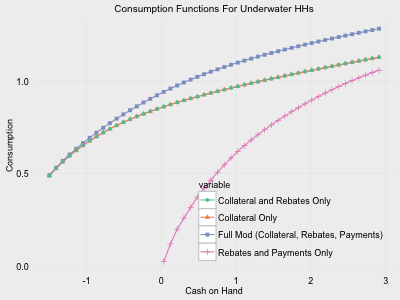 Consumption Functions For Underwater HHs
Consumption
1.0
0.5
0.0
variable
Collateral and Rebates Only
Collateral Only
Full Mod (Collateral, Rebates, Payments)
Rebates and Payments Only
-1 0 1 2 3
Cash on Hand